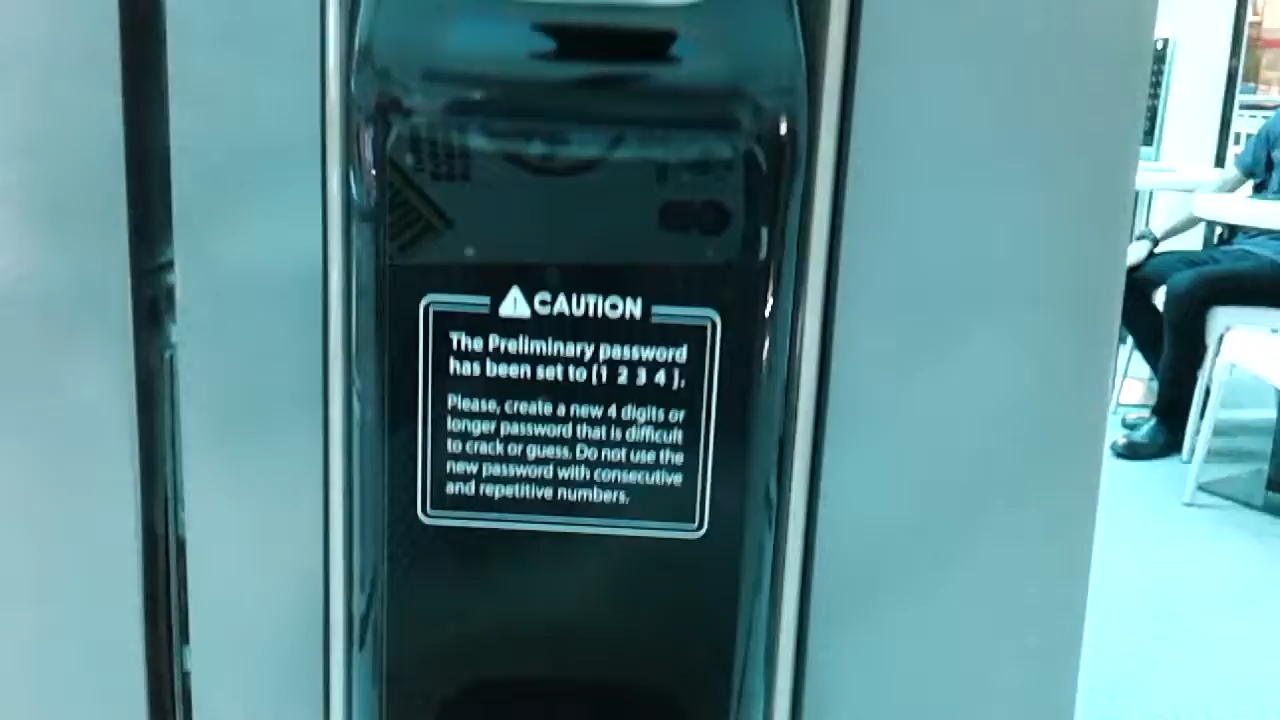 CAUTION
The Preliminary password
has been set to [1 2 3 4 ].
Please, create a new 4 digits or
longer password that is difficult
to crack or guess. Do not use the
new password with consecutive
and repetitive numbers.